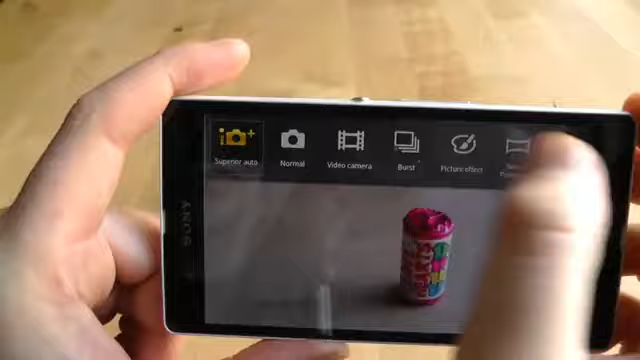 Superior auto
Normal
Video camera
Burst
Picture effect
SONY